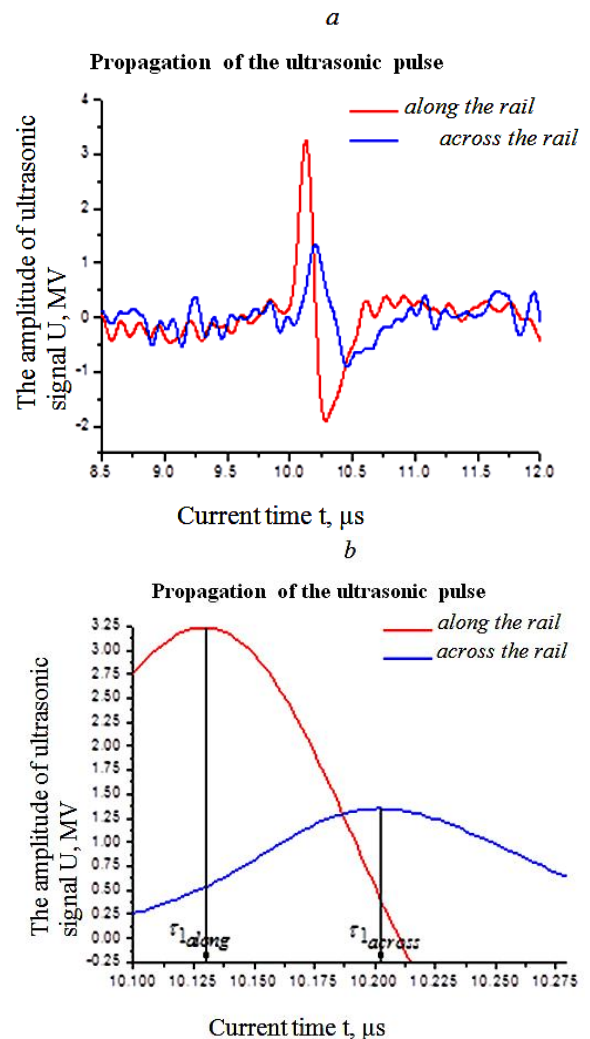 a
Propagation of the ultrasonic pulse
along the rail
across the rail
The amplitude of ultrasonic
signal U, MV
4
3
2
1
0
-1
-2
8.5 9.0 9.5 10.0 10.5 11.0 11.5 12.0
Current time t, μs
b
Propagation of the ultrasonic pulse
along the rail
across the rail
The amplitude of ultrasonic
signal U, MV
3.25
3.00
2.75
2.50
2.25
2.00
1.75
1.50
1.25
1.00
0.75
0.50
0.25
0.00
-0.25
τ1along τ1across
10.100 10.125 10.150 10.175 10.200 10.225 10.250 10.275
Current time t, μs